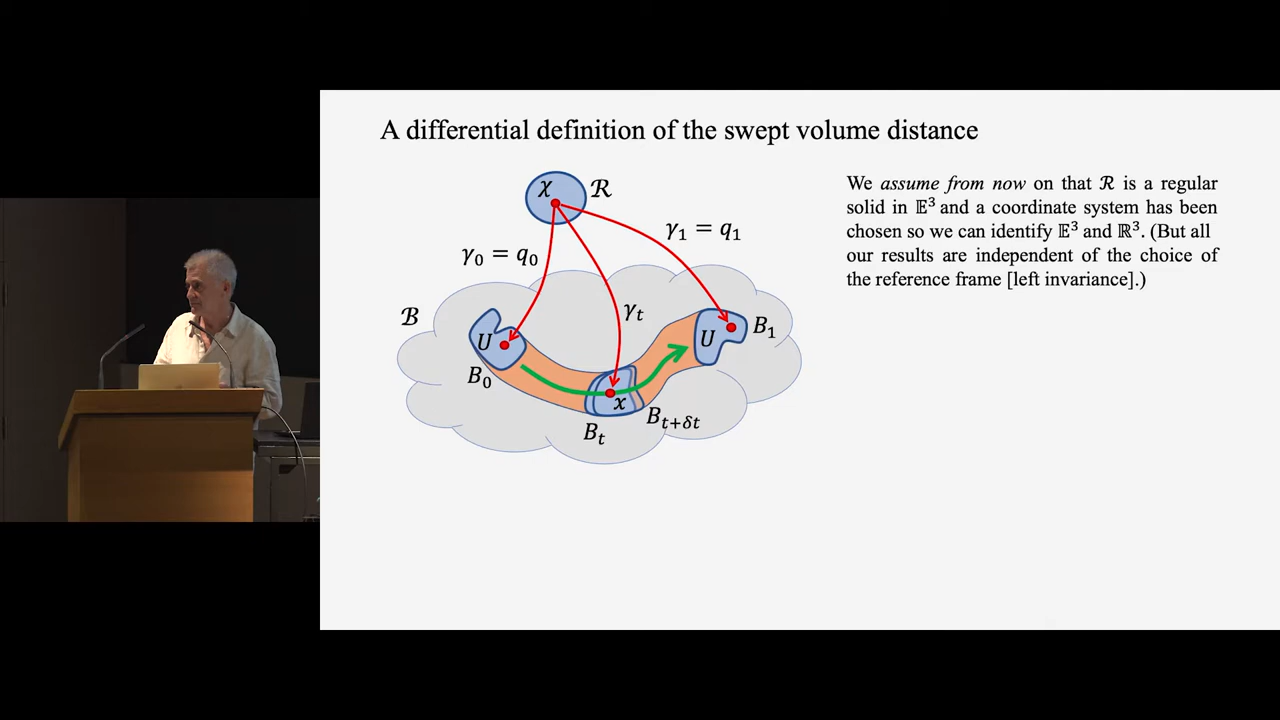 A differential definition of the swept volume distance
χ ℛ
γ₀ = q₀
γ₁ = q₁
γₜ
ℬ
U
B₀
x
Bₜ
Bₜ₊δₜ
U
B₁
We assume from now on that ℛ is a regular
solid in 𝔼³ and a coordinate system has been
chosen so we can identify 𝔼³ and ℝ³. (But all
our results are independent of the choice of
the reference frame [left invariance].)